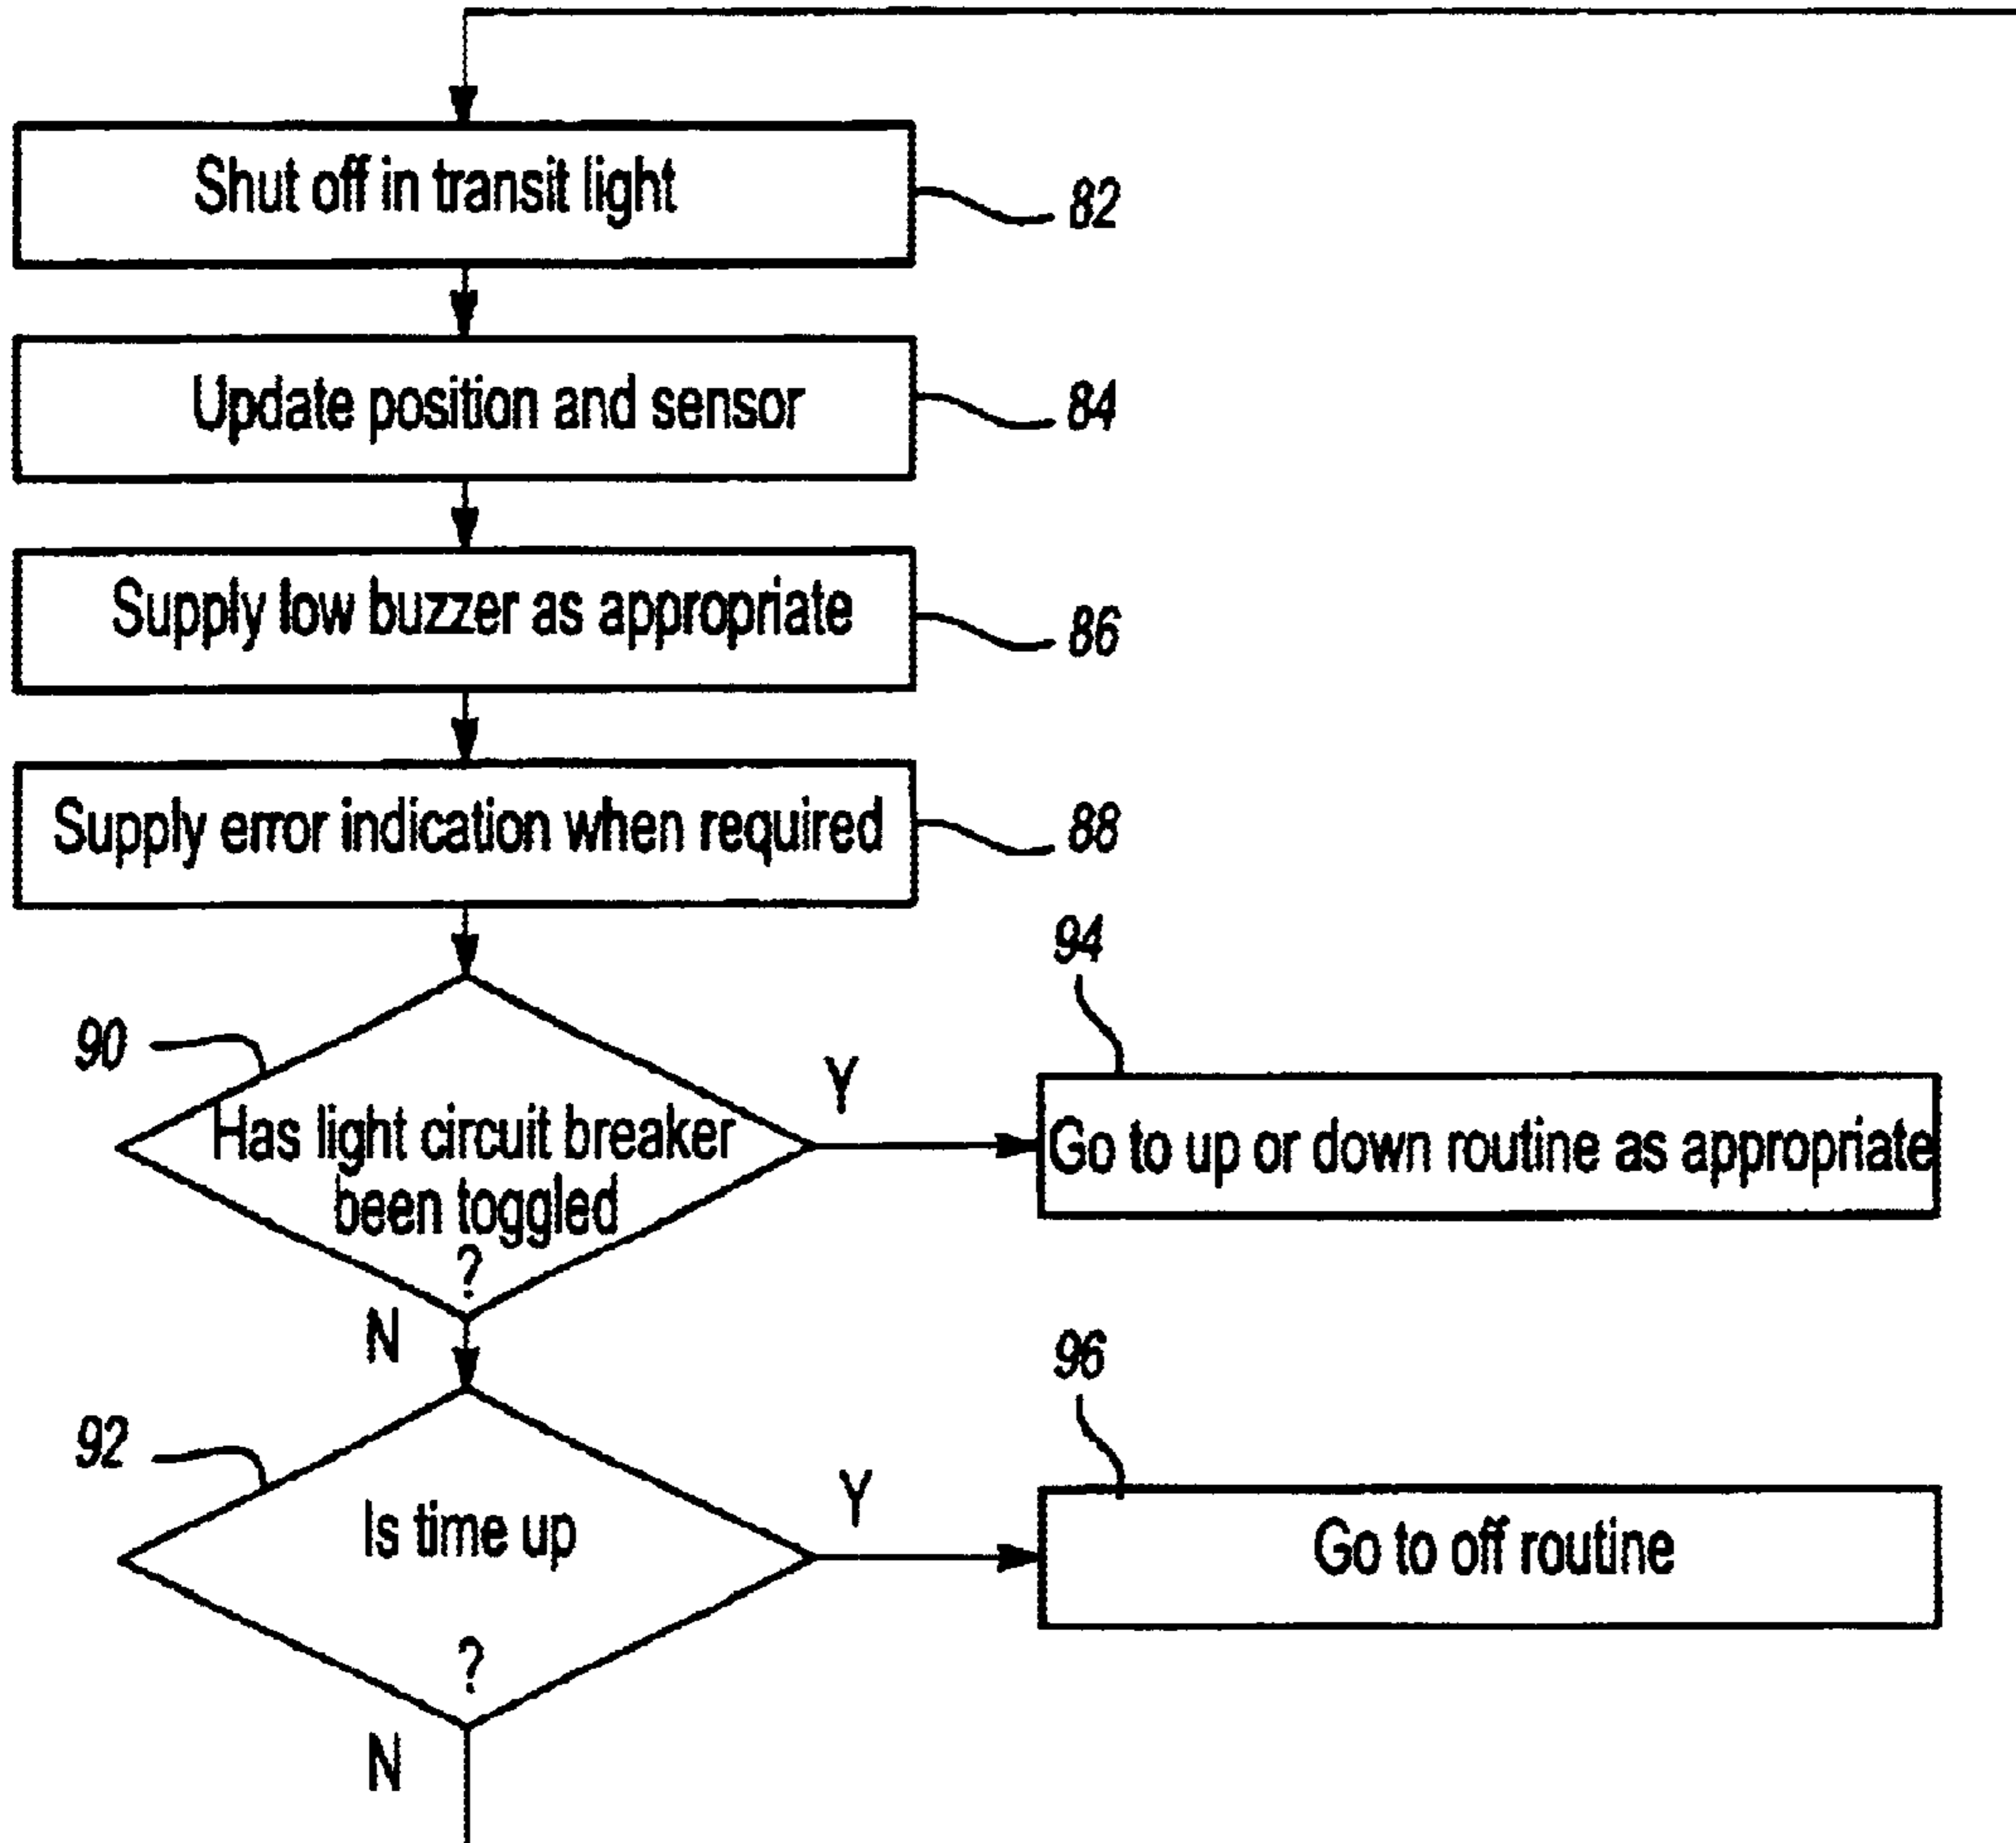 Shut off in transit light
82
Update position and sensor
84
Supply low buzzer as appropriate
86
Supply error indication when required
88
90
Has light circuit breaker
been toggled
?
Y
N
94
Go to up or down routine as appropriate
92
Is time up
?
Y
N
96
Go to off routine